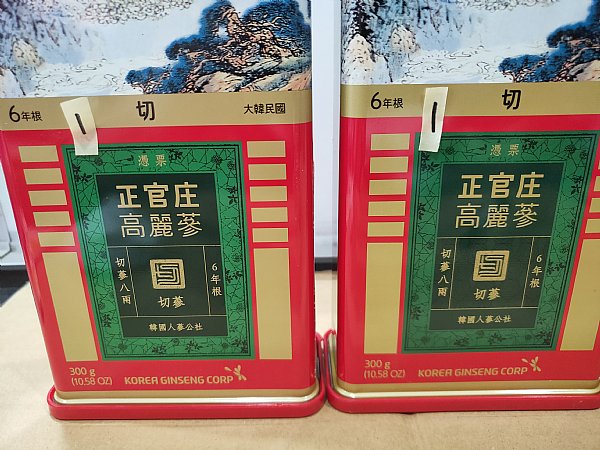 6年根
1
切
大韓民國
憑票
正官庄
高麗蔘
切蔘八兩
6年根
切蔘
韓國人蔘公社
300 g
(10.58 OZ)
KOREA GINSENG CORP
6年根
1
切
憑票
正官庄
高麗蔘
切蔘八兩
6年根
切蔘
韓國人蔘公社
300 g
(10.58 OZ)
KOREA GINSENG CORP